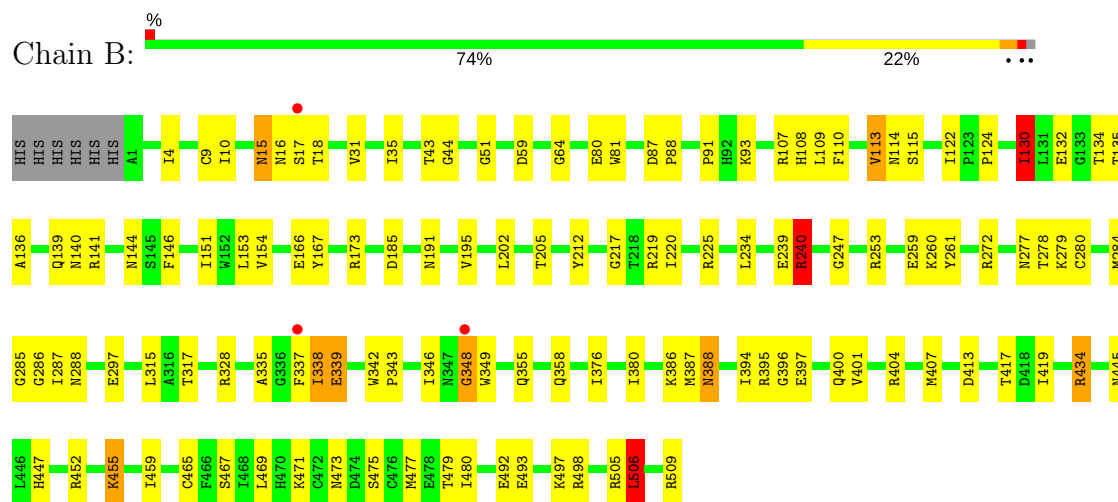 %
Chain B:
74% 22% • ••
HIS HIS HIS HIS HIS HIS A1 I4 C9 I10 N15 N16 S17 T18 V31 I35 T43 G44 G51 D59 G64 E80 W81 D87 P88 P91 H92 K93 R107 H108 L109 F110 V113 N114 S115 I122 P123 P124 I130 L131 E132 G133 T134 T135
A136 Q139 N140 R141 N144 S145 F146 I151 W152 L153 V154 E166 Y167 R173 D185 N191 V195 L202 T205 Y212 G217 T218 R219 I220 R225 L234 E239 R240 G247 R253 E259 K260 Y261 R272 N277 T278 K279 C280 M284
G285 G286 I287 N288 E297 L315 A316 T317 R328 A335 G336 F337 I338 E339 W342 P343 I346 N347 G348 W349 Q355 Q358 I376 I380 K386 M387 N388 I394 R395 G396 E397 Q400 V401 R404 M407 D413 T417 D418 I419 R434 N445
L446 H447 R452 K455 I459 C465 F466 S467 I468 L469 H470 K471 C472 N473 D474 S475 C476 M477 E478 T479 I480 E492 E493 K497 R498 R505 L506 R509